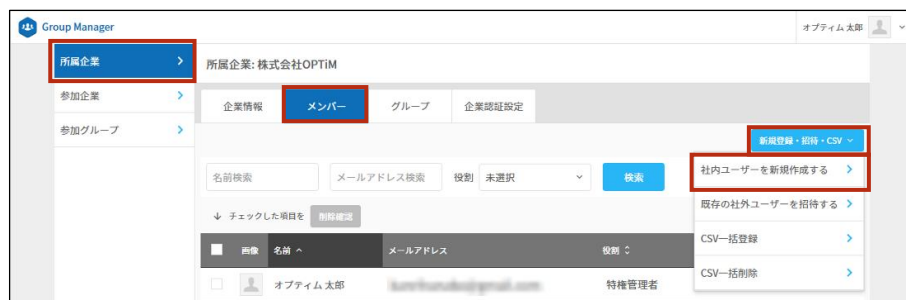 Group Manager
オプティム 太郎
所属企業
所属企業: 株式会社OPTiM
参加企業
参加グループ
企業情報 メンバー グループ 企業認証設定
新規登録・招待・CSV
社内ユーザーを新規作成する
既存の社外ユーザーを招待する
CSV一括登録
CSV一括削除
名前検索 メールアドレス検索 役割 未選択 検索
↓ チェックした項目を 削除確認
画像 名前 メールアドレス 役割
オプティム 太郎 特権管理者